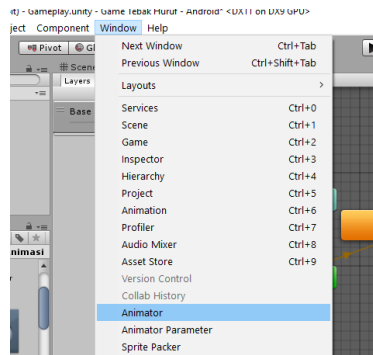 it) - Gameplay.unity - Game Tebak Huruf - Android* <DX11 on DX9 GPU>
ject Component Window Help
Pivot Gl
Next Window Ctrl+Tab
Previous Window Ctrl+Shift+Tab
Scene
Layers
Layouts >
Services Ctrl+0
Base
Scene Ctrl+1
Game Ctrl+2
Inspector Ctrl+3
Hierarchy Ctrl+4
Project Ctrl+5
Animation Ctrl+6
Profiler Ctrl+7
Audio Mixer Ctrl+8
nimasi
Asset Store Ctrl+9
Version Control
Collab History
Animator
Animator Parameter
Sprite Packer